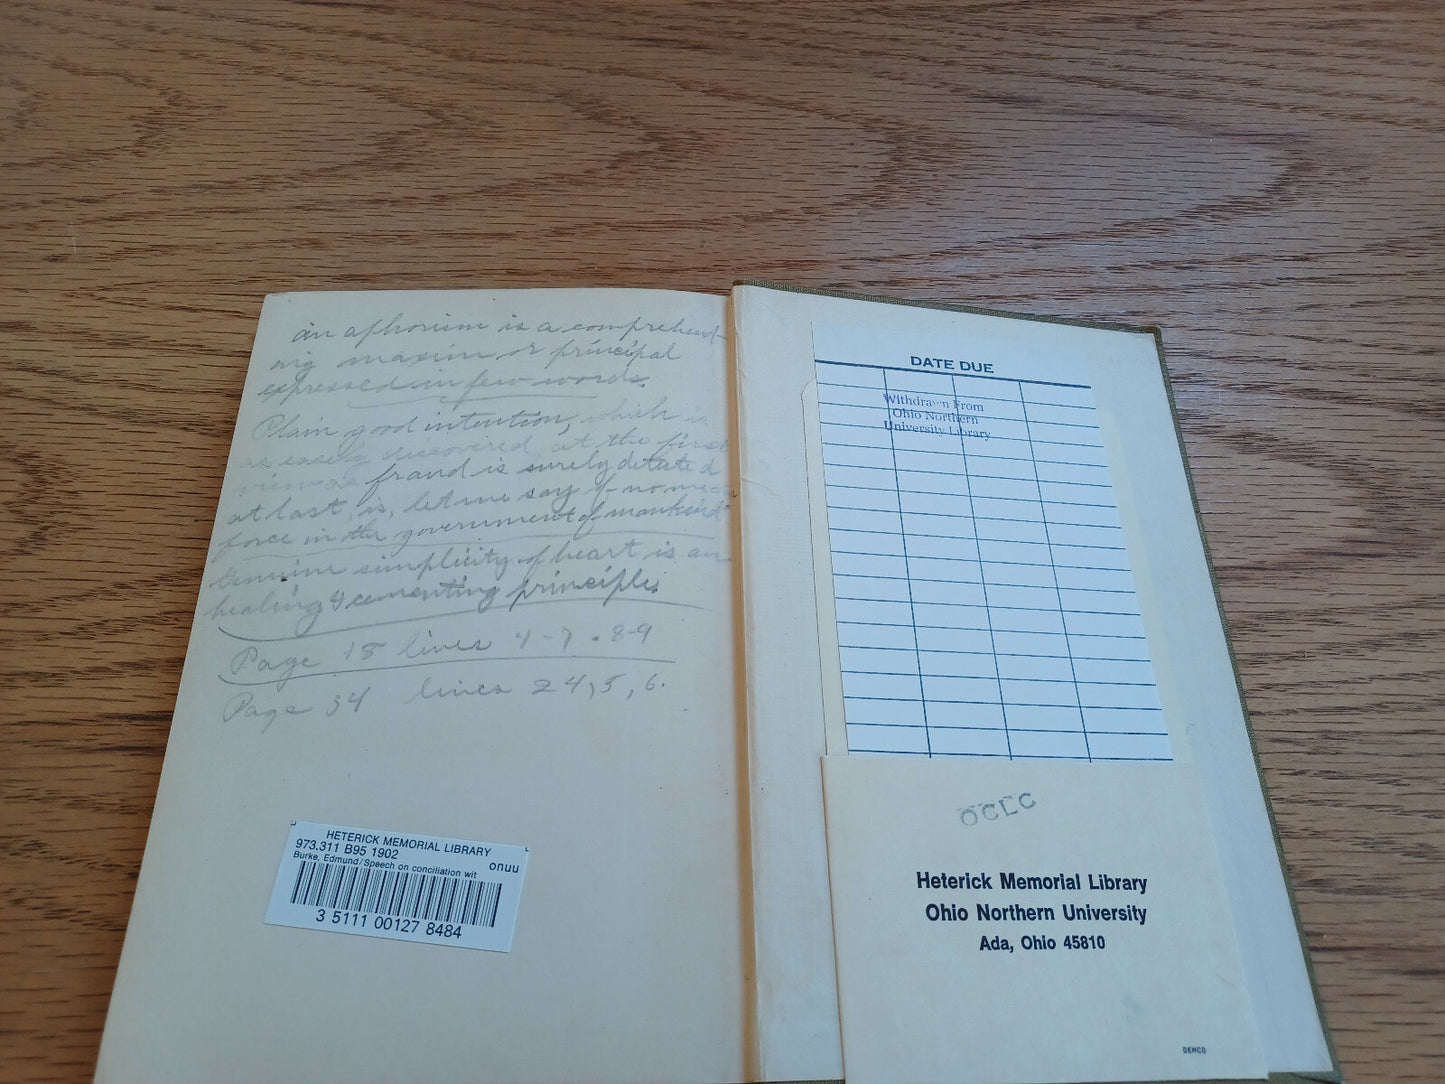 an aphorism is a comprehend-
ing maxim or principal
expressed in few words.
Plain good intention, which is
as easily discovered at the first
view as fraud is surely detected
at last, is, let me say of no mean
force in the government of mankind
Genuine simplicity of heart is an
healing & cementing principle.
Page 18 lines 4-7 . 8-9
Page 34 lines 24, 5, 6.
HETERICK MEMORIAL LIBRARY
973.311 B95 1902 onuu
Burke, Edmund/Speech on conciliation wit
3 5111 00127 8484
DATE DUE
Withdrawn From
Ohio Northern
University Library
OCLC
Heterick Memorial Library
Ohio Northern University
Ada, Ohio 45810
DEMCO